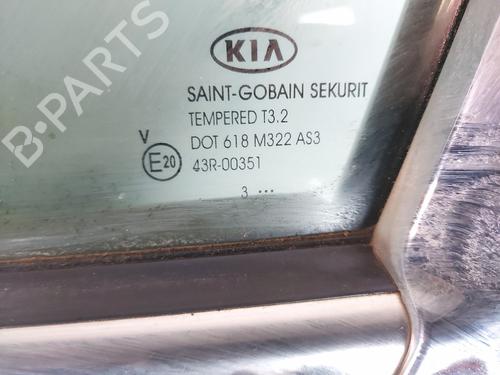 B-PARTS
KIA
SAINT-GOBAIN SEKURIT
TEMPERED T3.2
DOT 618 M322 AS3
V
E20 43R-00351
3 ...